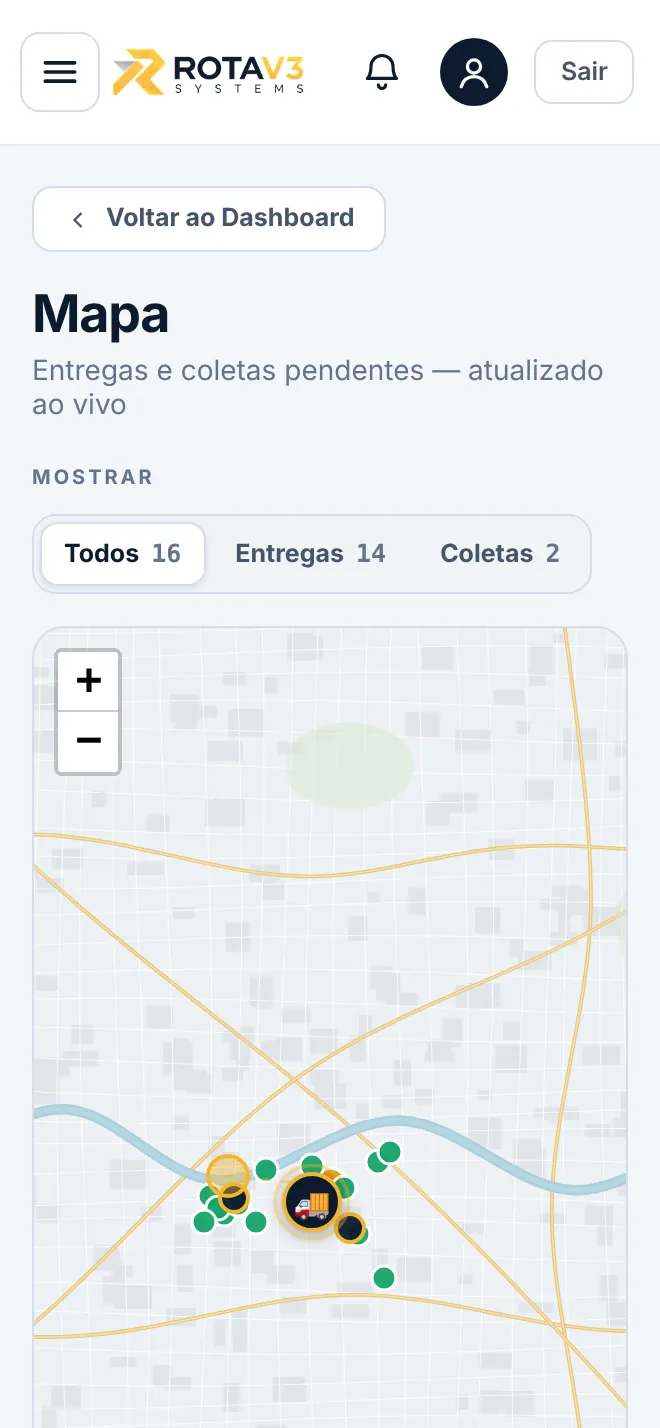 ROTAV3
SYSTEMS
Sair
Voltar ao Dashboard
Mapa
Entregas e coletas pendentes — atualizado
ao vivo
MOSTRAR
Todos 16 Entregas 14 Coletas 2
+
−